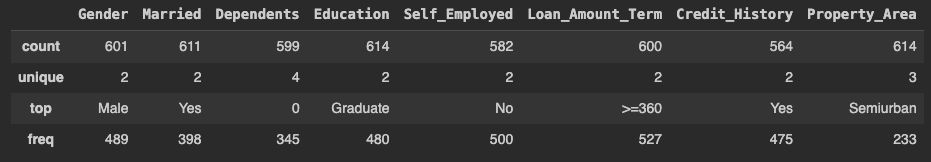 Gender Married Dependents Education Self_Employed Loan_Amount_Term Credit_History Property_Area
count 601 611 599 614 582 600 564 614
unique 2 2 4 2 2 2 2 3
top Male Yes 0 Graduate No >=360 Yes Semiurban
freq 489 398 345 480 500 527 475 233